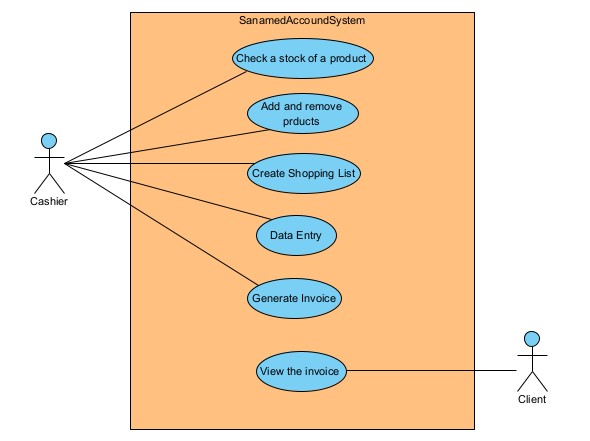 SanamedAccoundSystem
Check a stock of a product
Add and remove
prducts
Create Shopping List
Cashier
Data Entry
Generate Invoice
View the invoice
Client